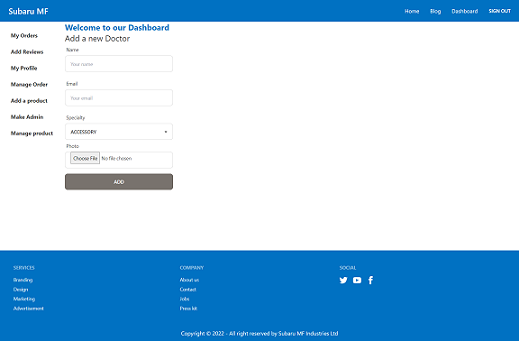 Subaru MF
Home Blog Dashboard SIGN OUT
My Orders
Add Reviews
My Profile
Manage Order
Add a product
Make Admin
Manage product
Welcome to our Dashboard
Add a new Doctor
Name
Your name
Email
Your email
Specialty
ACCESSORY
Photo
Choose File No file chosen
ADD
SERVICES
Branding
Design
Marketing
Advertisement
COMPANY
About us
Contact
Jobs
Press kit
SOCIAL
Copyright © 2022 - All right reserved by Subaru MF Industries Ltd